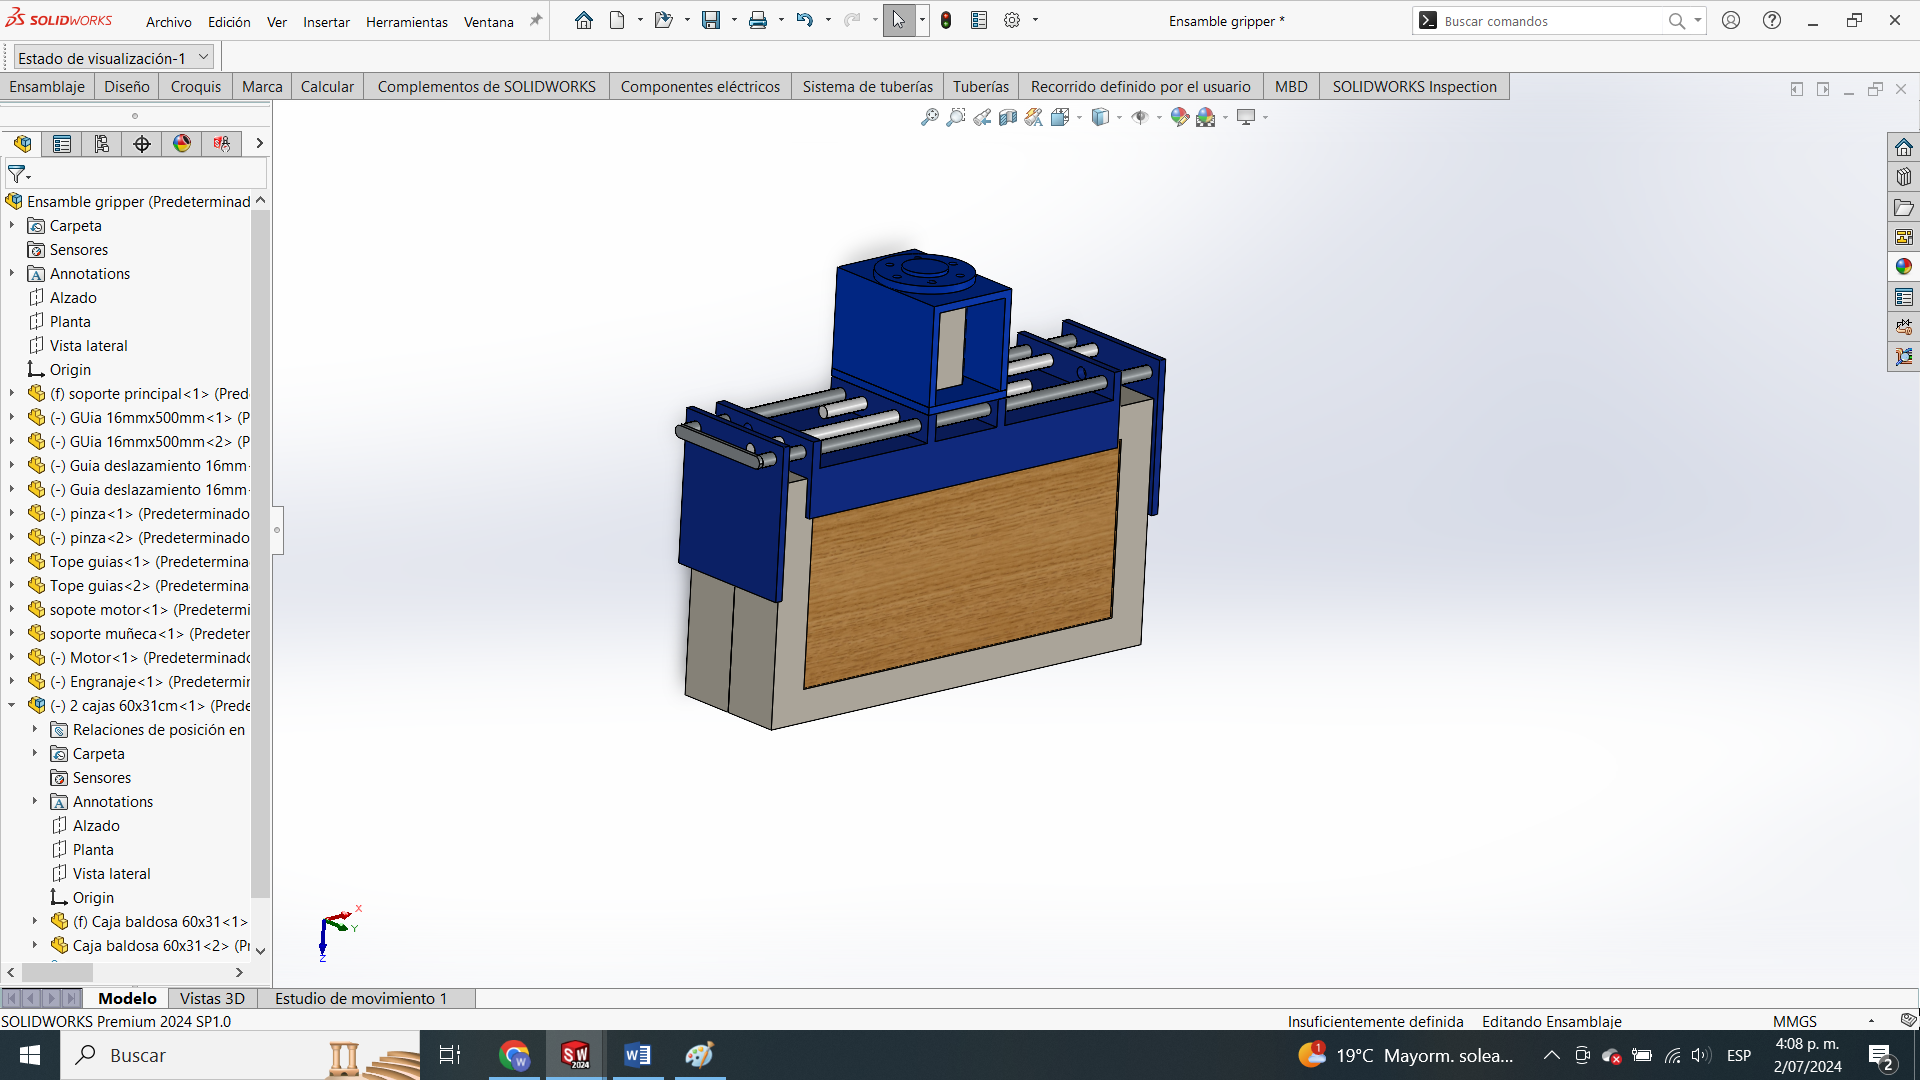 SOLIDWORKS
Archivo Edición Ver Insertar Herramientas Ventana
Ensamble gripper *
Buscar comandos
Estado de visualización-1
Ensamblaje Diseño Croquis Marca Calcular Complementos de SOLIDWORKS Componentes eléctricos Sistema de tuberías Tuberías Recorrido definido por el usuario MBD SOLIDWORKS Inspection
Ensamble gripper (Predeterminad
Carpeta
Sensores
Annotations
Alzado
Planta
Vista lateral
Origin
(f) soporte principal<1> (Pred
(-) GUia 16mmx500mm<1> (P
(-) GUia 16mmx500mm<2> (P
(-) Guia deslazamiento 16mm
(-) Guia deslazamiento 16mm
(-) pinza<1> (Predeterminado
(-) pinza<2> (Predeterminado
Tope guias<1> (Predetermina
Tope guias<2> (Predetermina
sopote motor<1> (Predetermi
soporte muñeca<1> (Predeter
(-) Motor<1> (Predeterminado
(-) Engranaje<1> (Predetermin
(-) 2 cajas 60x31cm<1> (Prede
Relaciones de posición en
Carpeta
Sensores
Annotations
Alzado
Planta
Vista lateral
Origin
(f) Caja baldosa 60x31<1>
Caja baldosa 60x31<2> (Pr
X
Y
Z
Modelo Vistas 3D Estudio de movimiento 1
SOLIDWORKS Premium 2024 SP1.0
Insuficientemente definida Editando Ensamblaje MMGS
Buscar
SW
2024
W
1
19°C Mayorm. solea...
ESP
4:08 p. m.
2/07/2024
2